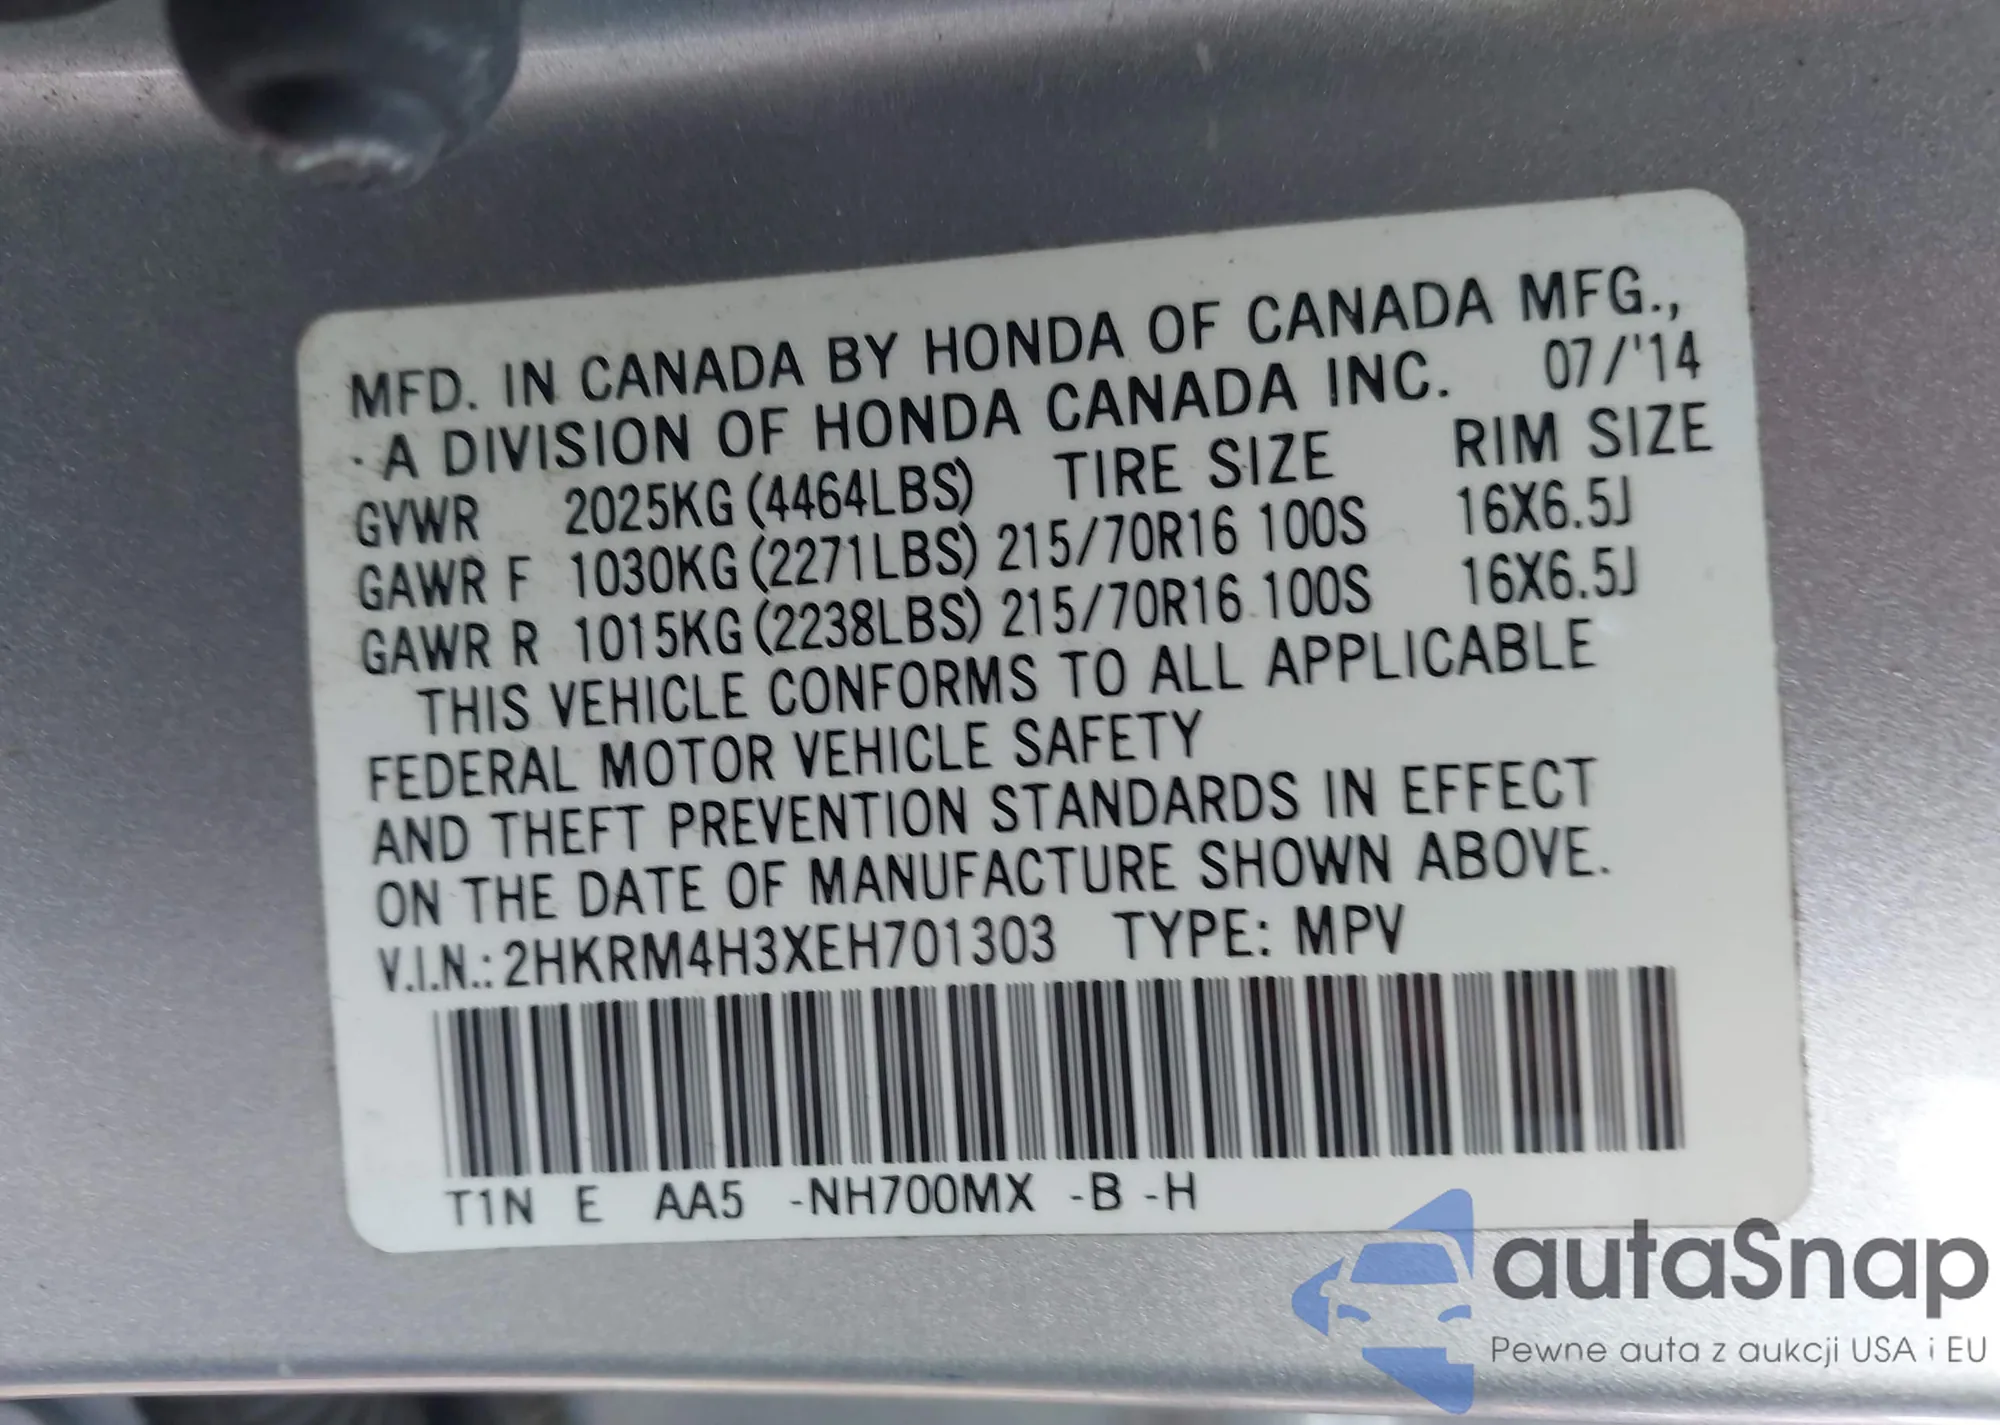 MFD. IN CANADA BY HONDA OF CANADA MFG.,
A DIVISION OF HONDA CANADA INC. 07/'14
GVWR 2025KG (4464LBS) TIRE SIZE RIM SIZE
GAWR F 1030KG (2271LBS) 215/70R16 100S 16X6.5J
GAWR R 1015KG (2238LBS) 215/70R16 100S 16X6.5J
THIS VEHICLE CONFORMS TO ALL APPLICABLE
FEDERAL MOTOR VEHICLE SAFETY
AND THEFT PREVENTION STANDARDS IN EFFECT
ON THE DATE OF MANUFACTURE SHOWN ABOVE.
V.I.N.: 2HKRM4H3XEH701303 TYPE: MPV
T1N E AA5 -NH700MX -B -H
autaSnap
Pewne auta z aukcji USA i EU